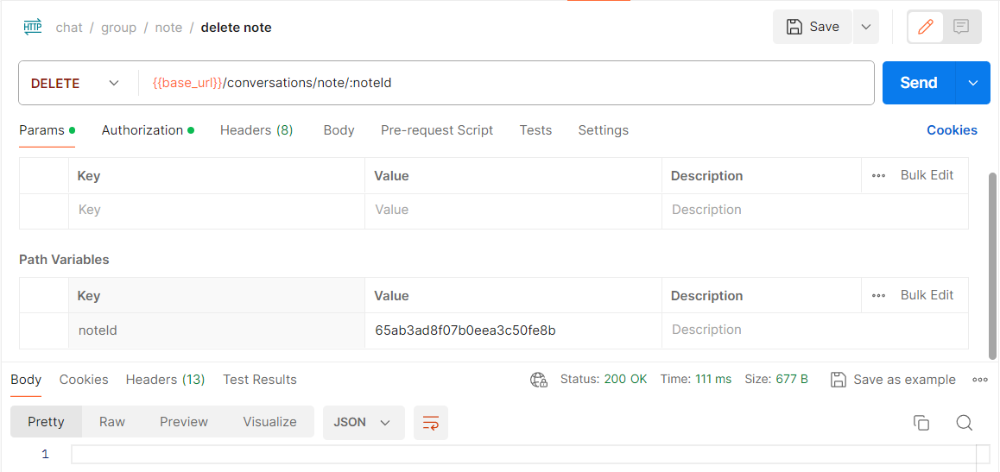 HTTP chat / group / note / delete note Save
DELETE {{base_url}}/conversations/note/:noteId Send
Params Authorization Headers (8) Body Pre-request Script Tests Settings Cookies
Key Value Description Bulk Edit
Key Value Description
Path Variables
Key Value Description Bulk Edit
noteId 65ab3ad8f07b0eea3c50fe8b Description
Body Cookies Headers (13) Test Results Status: 200 OK Time: 111 ms Size: 677 B Save as example
Pretty Raw Preview Visualize JSON
1